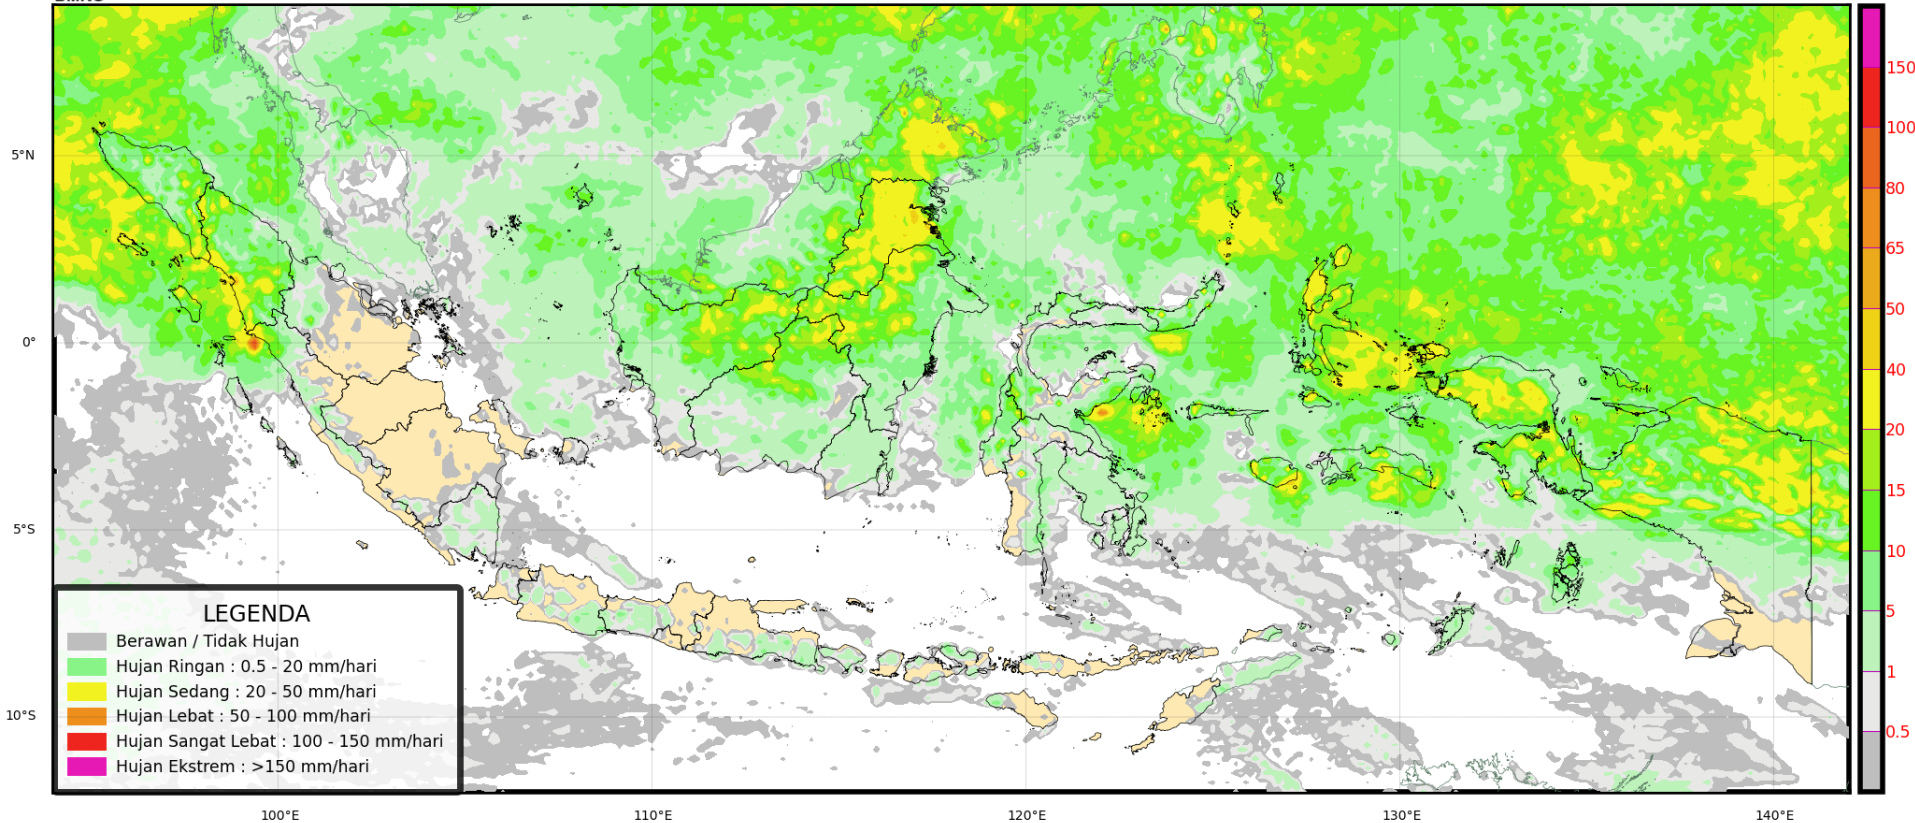 5°N
0°
5°S
10°S
100°E
110°E
120°E
130°E
140°E
LEGENDA
Berawan / Tidak Hujan
Hujan Ringan : 0.5 - 20 mm/hari
Hujan Sedang : 20 - 50 mm/hari
Hujan Lebat : 50 - 100 mm/hari
Hujan Sangat Lebat : 100 - 150 mm/hari
Hujan Ekstrem : >150 mm/hari
150
100
80
65
50
40
20
15
10
5
1
0.5